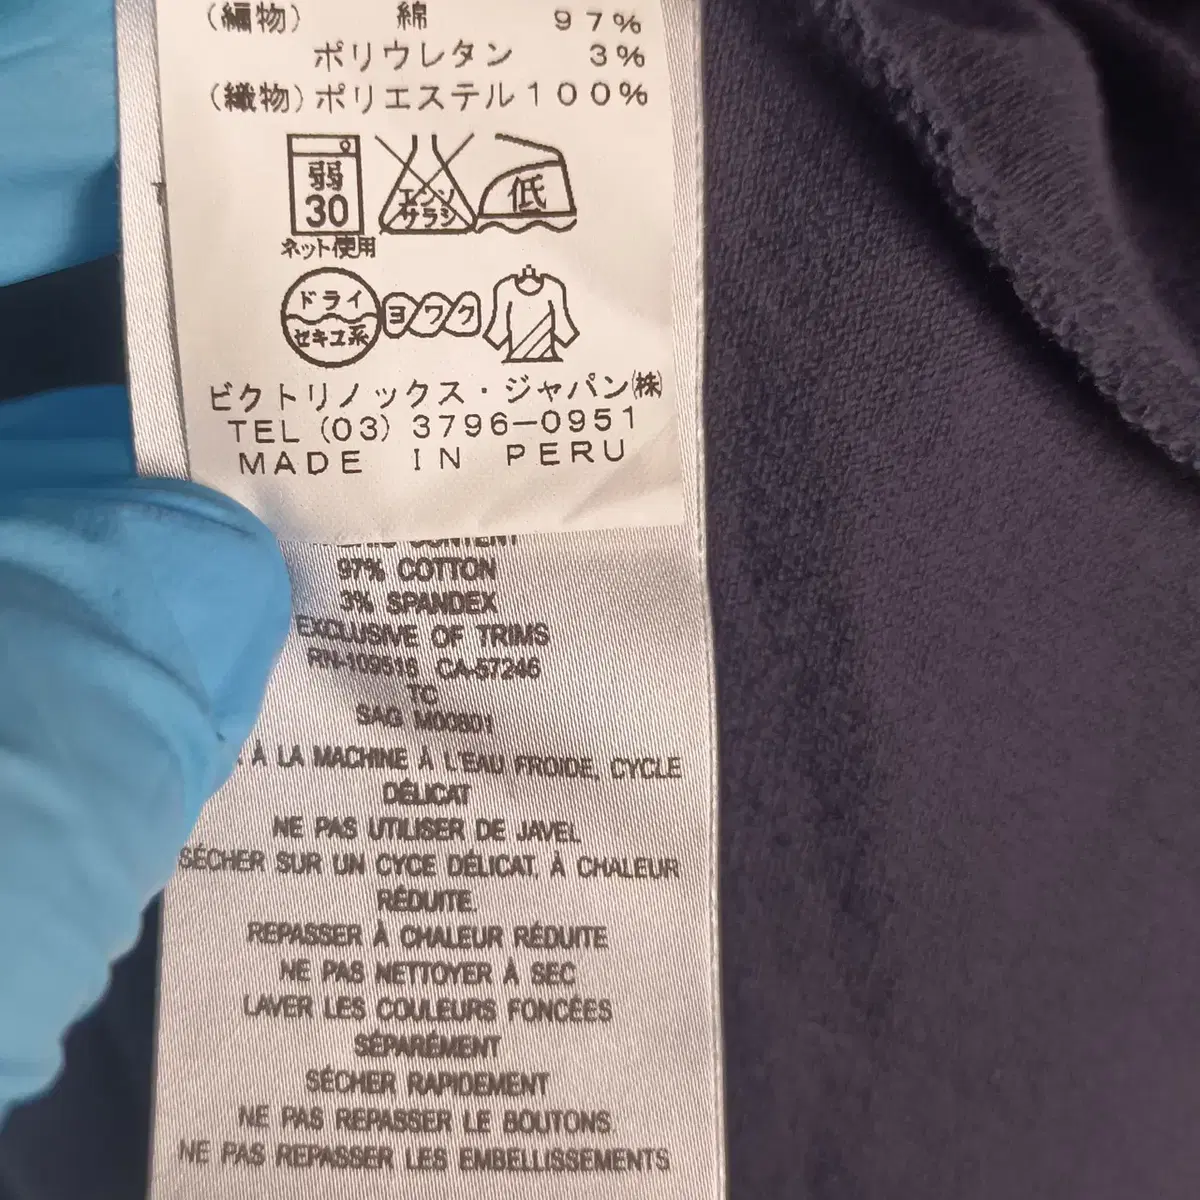 (編物) 綿 97%
ポリウレタン 3%
(織物)ポリエステル100%
弱
30
ネット使用
エンソ
サラシ
低
ドライ
セキユ系
ヨワク
ビクトリノックス・ジャパン㈱
TEL (03) 3796-0951
MADE IN PERU
CONTENT
97% COTTON
3% SPANDEX
EXCLUSIVE OF TRIMS
RN-109516 CA-57246
TC
SAG M00801
À LA MACHINE À L'EAU FROIDE, CYCLE
DÉLICAT
NE PAS UTILISER DE JAVEL
SÉCHER SUR UN CYCE DÉLICAT, À CHALEUR
RÉDUITE.
REPASSER À CHALEUR RÉDUITE
NE PAS NETTOYER À SEC
LAVER LES COULEURS FONCÉES
SÉPARÉMENT
SÉCHER RAPIDEMENT
NE PAS REPASSER LE BOUTONS
NE PAS REPASSER LES EMBELLISSEMENTS